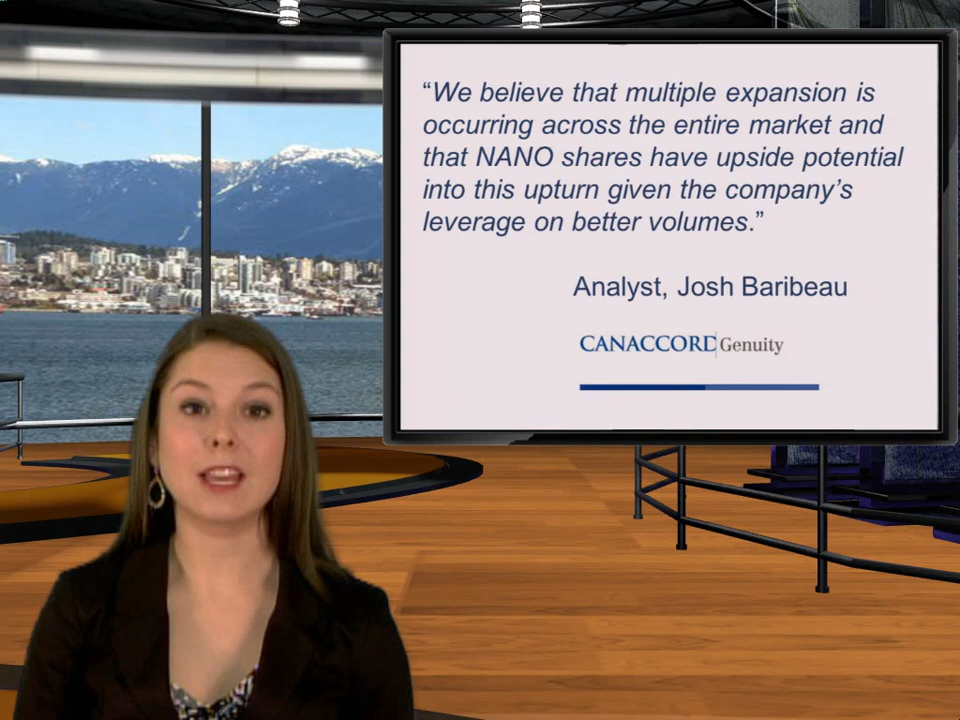 “We believe that multiple expansion is
occurring across the entire market and
that NANO shares have upside potential
into this upturn given the company’s
leverage on better volumes.”
Analyst, Josh Baribeau
CANACCORD Genuity